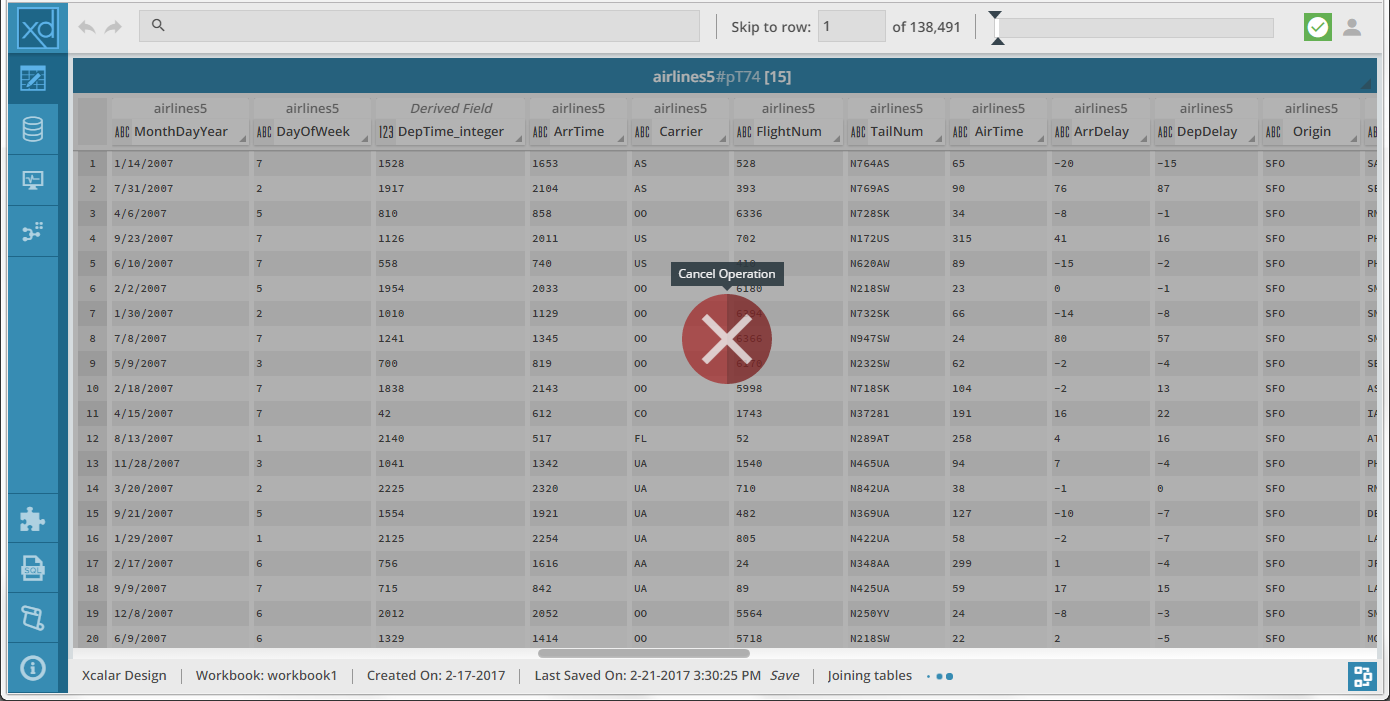 xd Skip to row: 1 of 138,491
airlines5#pT74 [15]
airlines5 airlines5 Derived Field airlines5 airlines5 airlines5 airlines5 airlines5 airlines5 airlines5 airlines5
ABC MonthDayYear ABC DayOfWeek 123 DepTime_integer ABC ArrTime ABC Carrier ABC FlightNum ABC TailNum ABC AirTime ABC ArrDelay ABC DepDelay ABC Origin
1 1/14/2007 7 1528 1653 AS 528 N764AS 65 -20 -15 SFO
2 7/31/2007 2 1917 2104 AS 393 N769AS 90 76 87 SFO
3 4/6/2007 5 810 858 OO 6336 N728SK 34 -8 -1 SFO
4 9/23/2007 7 1126 2011 US 702 N172US 315 41 16 SFO
5 6/10/2007 7 558 740 US N620AW 89 -15 -2 SFO
Cancel Operation
6 2/2/2007 5 1954 2033 OO 6180 N218SW 23 0 -1 SFO
7 1/30/2007 2 1010 1129 OO N732SK 66 -14 -8 SFO
8 7/8/2007 7 1241 1345 OO 6366 N947SW 24 80 57 SFO
9 5/9/2007 3 700 819 OO N232SW 62 -2 -4 SFO
10 2/18/2007 7 1838 2143 OO 5998 N718SK 104 -2 13 SFO
11 4/15/2007 7 42 612 CO 1743 N37281 191 16 22 SFO
12 8/13/2007 1 2140 517 FL 52 N289AT 258 4 16 SFO
13 11/28/2007 3 1041 1342 UA 1540 N465UA 94 7 -4 SFO
14 3/20/2007 2 2225 2320 UA 710 N842UA 38 -1 0 SFO
15 9/21/2007 5 1554 1921 UA 482 N369UA 127 -10 -7 SFO
16 1/29/2007 1 2125 2254 UA 805 N422UA 58 -2 -7 SFO
17 2/17/2007 6 756 1616 AA 24 N348AA 299 1 -4 SFO
18 9/9/2007 7 715 842 UA 89 N425UA 59 17 15 SFO
19 12/8/2007 6 2012 2052 OO 5564 N250YV 24 -8 -3 SFO
20 6/9/2007 6 1329 1414 OO 5718 N218SW 22 2 -5 SFO
SQL
Xcalar Design Workbook: workbook1 Created On: 2-17-2017 Last Saved On: 2-21-2017 3:30:25 PM Save Joining tables